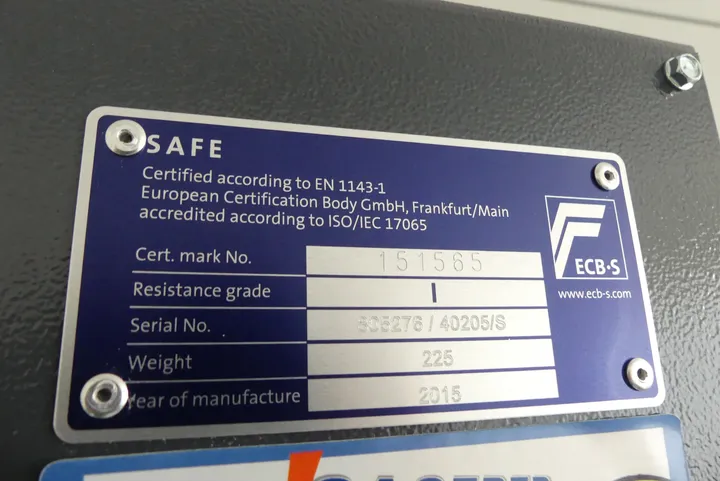 SAFE
Certified according to EN 1143-1
European Certification Body GmbH, Frankfurt/Main
accredited according to ISO/IEC 17065
Cert. mark No. 151565
Resistance grade I
Serial No. / 40205/S
Weight 225
Year of manufacture 2015
ECB·S
www.ecb-s.com